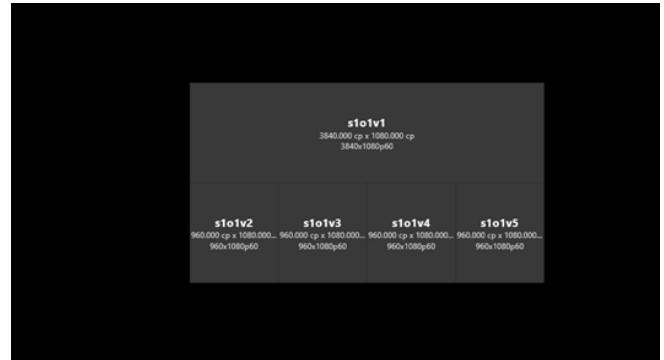 s1o1v1
3840.000 cp x 1080.000 cp
3840x1080p60
s1o1v2
960.000 cp x 1080.000...
960x1080p60
s1o1v3
960.000 cp x 1080.000...
960x1080p60
s1o1v4
960.000 cp x 1080.000...
960x1080p60
s1o1v5
960.000 cp x 1080.000...
960x1080p60